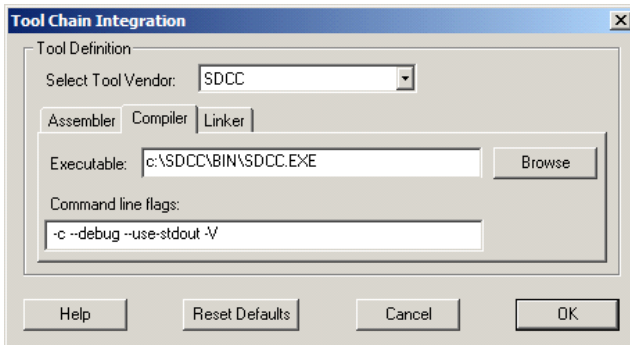 Tool Chain Integration
Tool Definition
Select Tool Vendor: SDCC
Assembler Compiler Linker
Executable: c:\SDCC\BIN\SDCC.EXE Browse
Command line flags:
-c --debug --use-stdout -V
Help Reset Defaults Cancel OK